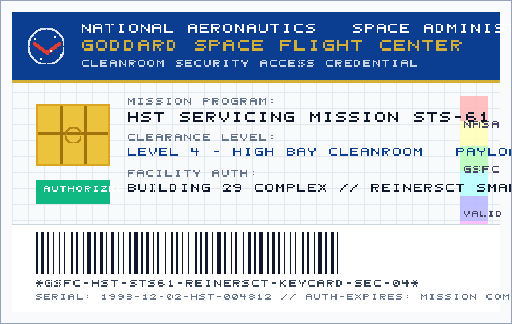 NATIONAL AERONAUTICS SPACE ADMINIS
GODDARD SPACE FLIGHT CENTER
CLEANROOM SECURITY ACCESS CREDENTIAL
MISSION PROGRAM:
HST SERVICING MISSION STS-61
NASA
CLEARANCE LEVEL:
LEVEL 4 - HIGH BAY CLEANROOM PAYLO
GSFC
FACILITY AUTH:
AUTHORIZE
BUILDING 29 COMPLEX // REINERSCT SMA
VALID
*GSFC-HST-STS61-REINERSCT-KEYCARD-SEC-04*
SERIAL: 1993-12-02-HST-004812 // AUTH-EXPIRES: MISSION COM